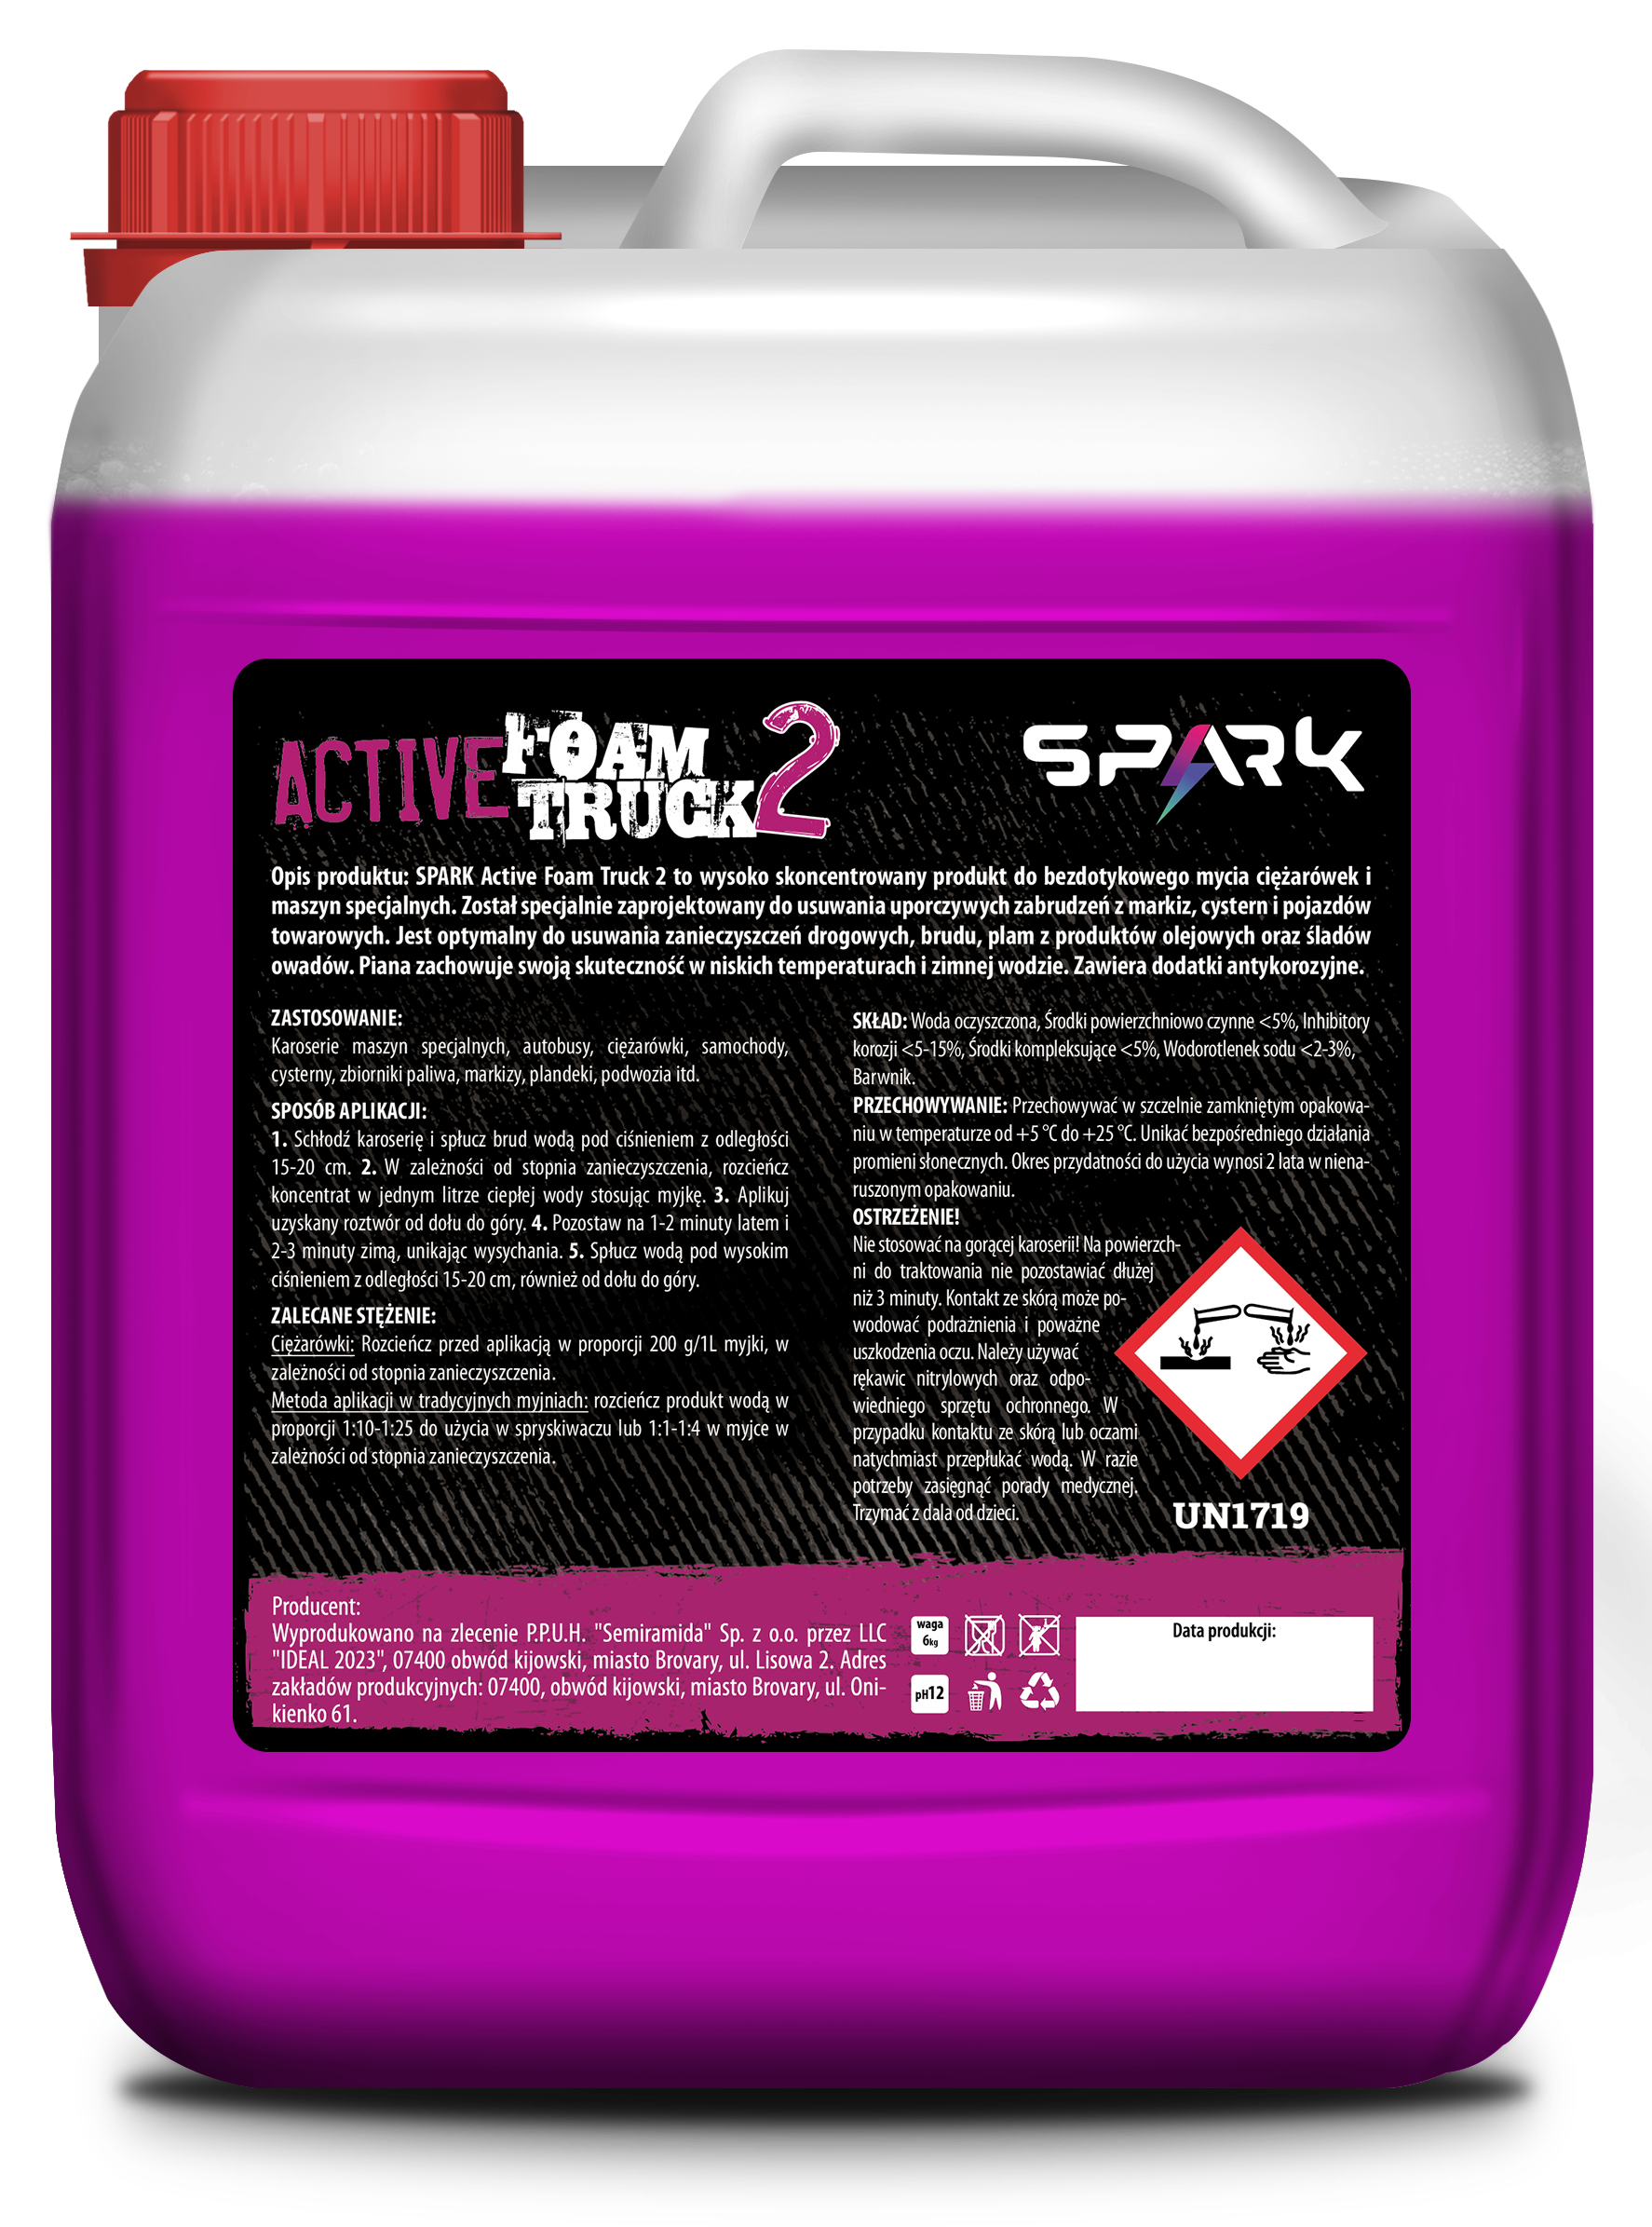 ACTIVE FOAM TRUCK 2
SPARK
Opis produktu: SPARK Active Foam Truck 2 to wysoko skoncentrowany produkt do bezdotykowego mycia ciężarówek i
maszyn specjalnych. Został specjalnie zaprojektowany do usuwania uporczywych zabrudzeń z markiz, cystern i pojazdów
towarowych. Jest optymalny do usuwania zanieczyszczeń drogowych, brudu, plam z produktów olejowych oraz śladów
owadów. Piana zachowuje swoją skuteczność w niskich temperaturach i zimnej wodzie. Zawiera dodatki antykorozyjne.
ZASTOSOWANIE:
Karoserie maszyn specjalnych, autobusy, ciężarówki, samochody,
cysterny, zbiorniki paliwa, markizy, plandeki, podwozia itd.
SPOSÓB APLIKACJI:
1. Schłodź karoserię i spłucz brud wodą pod ciśnieniem z odległości
15-20 cm. 2. W zależności od stopnia zanieczyszczenia, rozcieńcz
koncentrat w jednym litrze ciepłej wody stosując myjkę. 3. Aplikuj
uzyskany roztwór od dołu do góry. 4. Pozostaw na 1-2 minuty latem i
2-3 minuty zimą, unikając wysychania. 5. Spłucz wodą pod wysokim
ciśnieniem z odległości 15-20 cm, również od dołu do góry.
ZALECANE STĘŻENIE:
Ciężarówki: Rozcieńcz przed aplikacją w proporcji 200 g/1L myjki, w
zależności od stopnia zanieczyszczenia.
Metoda aplikacji w tradycyjnych myjniach: rozcieńcz produkt wodą w
proporcji 1:10-1:25 do użycia w spryskiwaczu lub 1:1-1:4 w myjce w
zależności od stopnia zanieczyszczenia.
SKŁAD: Woda oczyszczona, Środki powierzchniowo czynne <5%, Inhibitory
korozji <5-15%, Środki kompleksujące <5%, Wodorotlenek sodu <2-3%,
Barwnik.
PRZECHOWYWANIE: Przechowywać w szczelnie zamkniętym opakowa-
niu w temperaturze od +5 °C do +25 °C. Unikać bezpośredniego działania
promieni słonecznych. Okres przydatności do użycia wynosi 2 lata w niena-
ruszonym opakowaniu.
OSTRZEŻENIE!
Nie stosować na gorącej karoserii! Na powierzch-
ni do traktowania nie pozostawiać dłużej
niż 3 minuty. Kontakt ze skórą może po-
wodować podrażnienia i poważne
uszkodzenia oczu. Należy używać
rękawic nitrylowych oraz odpo-
wiedniego sprzętu ochronnego. W
przypadku kontaktu ze skórą lub oczami
natychmiast przepłukać wodą. W razie
potrzeby zasięgnąć porady medycznej.
Trzymać z dala od dzieci.
UN1719
Producent:
Wyprodukowano na zlecenie P.P.U.H. "Semiramida" Sp. z o.o. przez LLC
"IDEAL 2023", 07400 obwód kijowski, miasto Brovary, ul. Lisowa 2. Adres
zakładów produkcyjnych: 07400, obwód kijowski, miasto Brovary, ul. Oni-
kienko 61.
waga
6kg
pH12
Data produkcji: